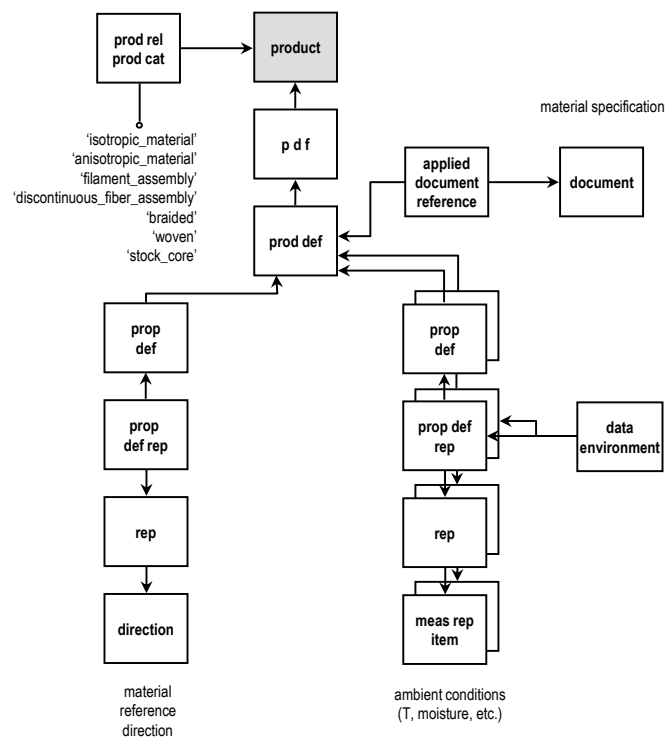 prod rel
prod cat
product
material specification
‘isotropic_material’
‘anisotropic_material’
‘filament_assembly’
‘discontinuous_fiber_assembly’
‘braided’
‘woven’
‘stock_core’
p d f
applied
document
reference
document
prod def
prop
def
prop
def
prop
def rep
prop def
rep
data
environment
rep
rep
direction
meas rep
item
material
reference
direction
ambient conditions
(T, moisture, etc.)